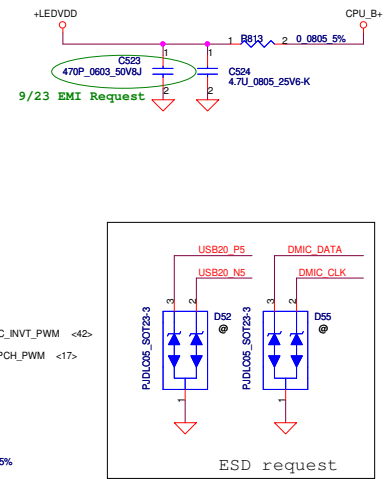 +LEDVDD
CPU_B+
1 R813 2 0_0805_5%
1
C523
470P_0603_50V8J
2
1
C524
4.7U_0805_25V6-K
2
9/23 EMI Request
USB20_P5
USB20_N5
DMIC_DATA
DMIC_CLK
3
2
D52
@
PJDLC05_SOT23-3
1
3
2
D55
@
PJDLC05_SOT23-3
1
C_INVT_PWM <42>
PCH_PWM <17>
5%
ESD request